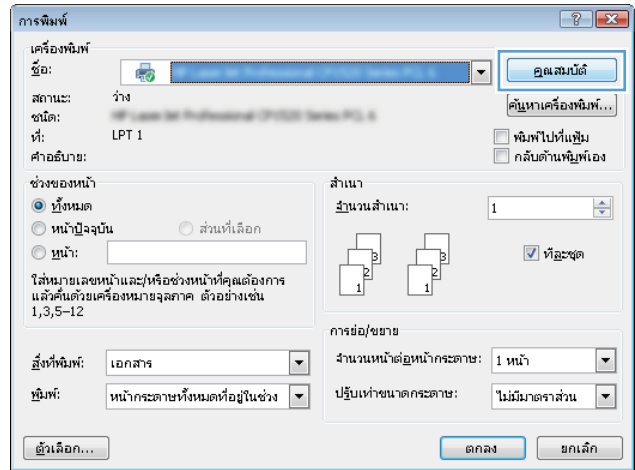 การพิมพ์
เครื่องพิมพ์
ชื่อ:
คุณสมบัติ
สถานะ: ว่าง
ค้นหาเครื่องพิมพ์...
ชนิด:
ที่: LPT 1
พิมพ์ไปที่แฟ้ม
คำอธิบาย:
กลับด้านพิมพ์เอง
ช่วงของหน้า
ทั้งหมด
หน้าปัจจุบัน ส่วนที่เลือก
หน้า:
ใส่หมายเลขหน้าและ/หรือช่วงหน้าที่คุณต้องการ
แล้วคั่นด้วยเครื่องหมายจุลภาค ตัวอย่างเช่น
1,3,5–12
สำเนา
จำนวนสำเนา: 1
3 3
2 2
1 1
ทีละชุด
สิ่งที่พิมพ์: เอกสาร
พิมพ์: หน้ากระดาษทั้งหมดที่อยู่ในช่วง
การย่อ/ขยาย
จำนวนหน้าต่อหน้ากระดาษ: 1 หน้า
ปรับเท่าขนาดกระดาษ: ไม่มีมาตราส่วน
ตัวเลือก...
ตกลง ยกเลิก